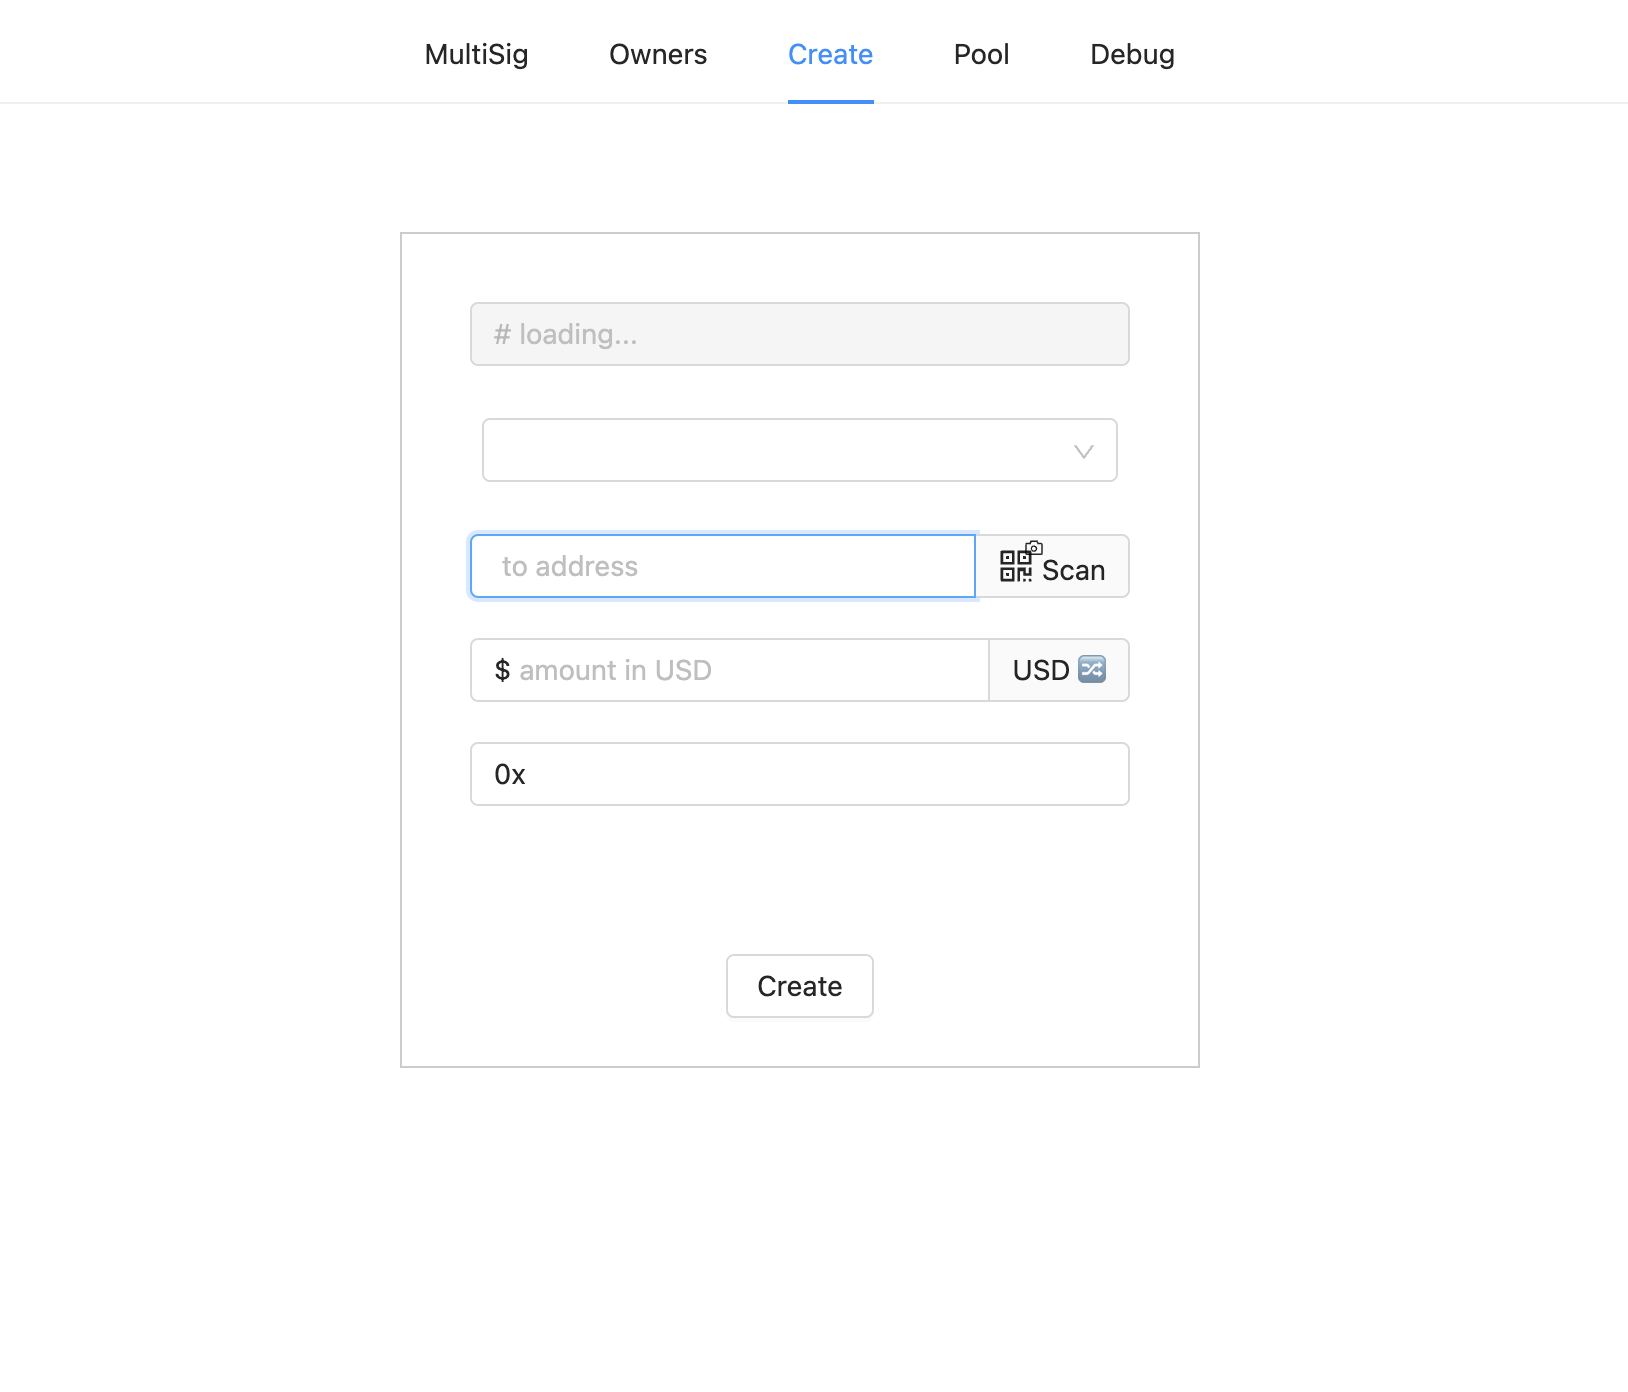 MultiSig Owners Create Pool Debug
# loading...
to address Scan
$ amount in USD USD
0x
Create